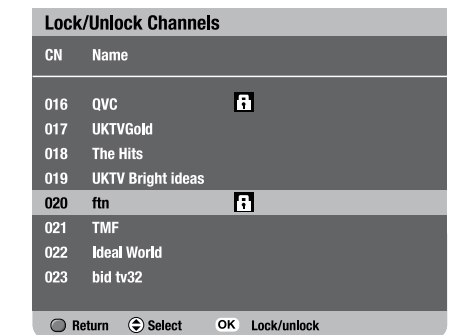 Lock/Unlock Channels
CN Name
016 QVC
017 UKTVGold
018 The Hits
019 UKTV Bright ideas
020 ftn
021 TMF
022 Ideal World
023 bid tv32
Return Select OK Lock/unlock